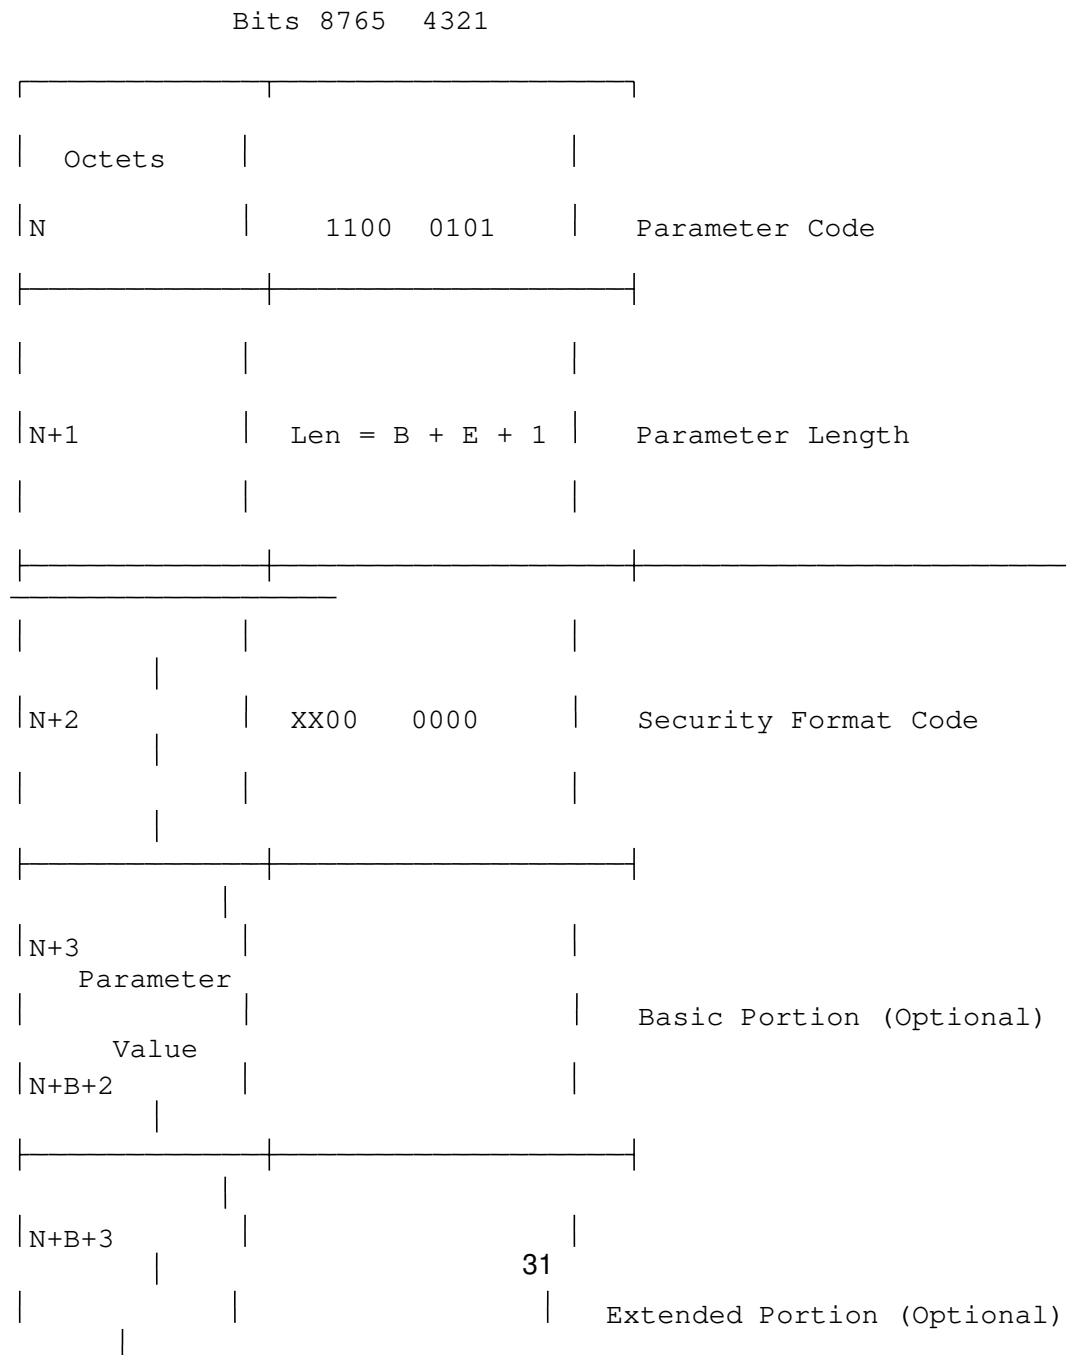 Bits 8765  4321
Octets
N 1100 0101 Parameter Code
N+1 Len = B + E + 1 Parameter Length
N+2 XX00 0000 Security Format Code
N+3
Parameter
Basic Portion (Optional)
Value
N+B+2
N+B+3
31
Extended Portion (Optional)